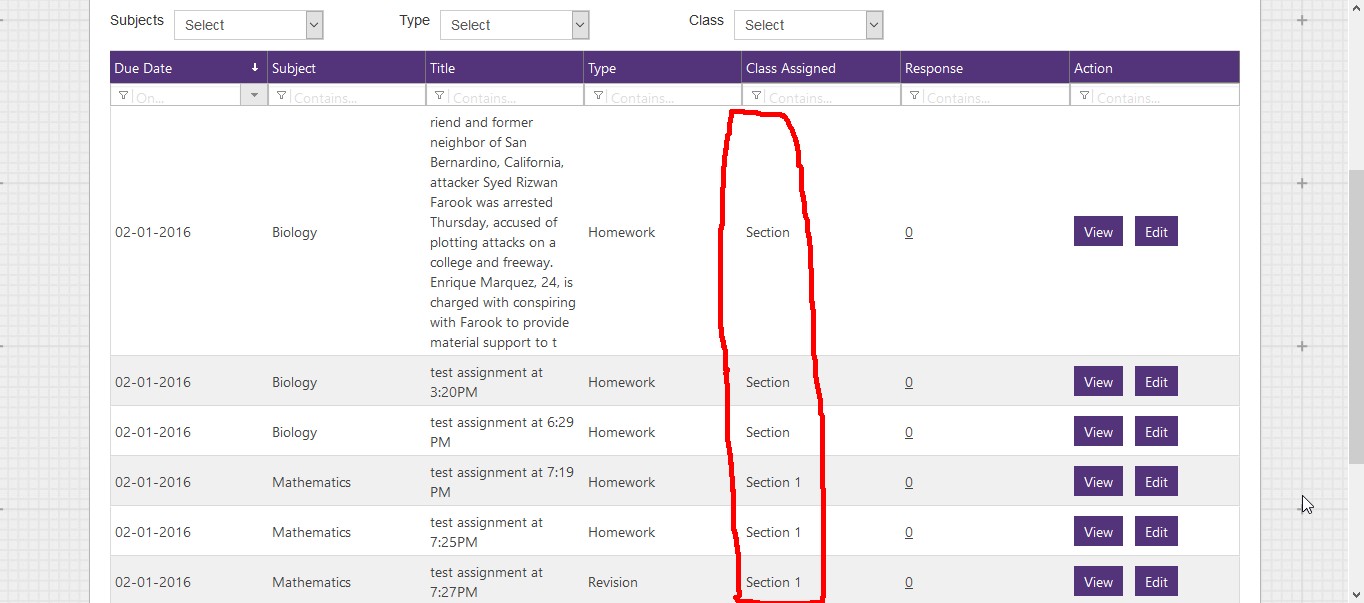 Subjects Select Type Select Class Select
Due Date Subject Title Type Class Assigned Response Action
On... Contains... Contains... Contains... Contains... Contains... Contains...
riend and former
neighbor of San
Bernardino, California,
attacker Syed Rizwan
Farook was arrested
Thursday, accused of
02-01-2016 Biology plotting attacks on a Homework Section 0 View Edit
college and freeway.
Enrique Marquez, 24, is
charged with conspiring
with Farook to provide
material support to t
02-01-2016 Biology test assignment at Homework Section 0 View Edit
3:20PM
02-01-2016 Biology test assignment at 6:29 Homework Section 0 View Edit
PM
02-01-2016 Mathematics test assignment at 7:19 Homework Section 1 0 View Edit
PM
02-01-2016 Mathematics test assignment at Homework Section 1 0 View Edit
7:25PM
02-01-2016 Mathematics test assignment at Revision Section 1 0 View Edit
7:27PM